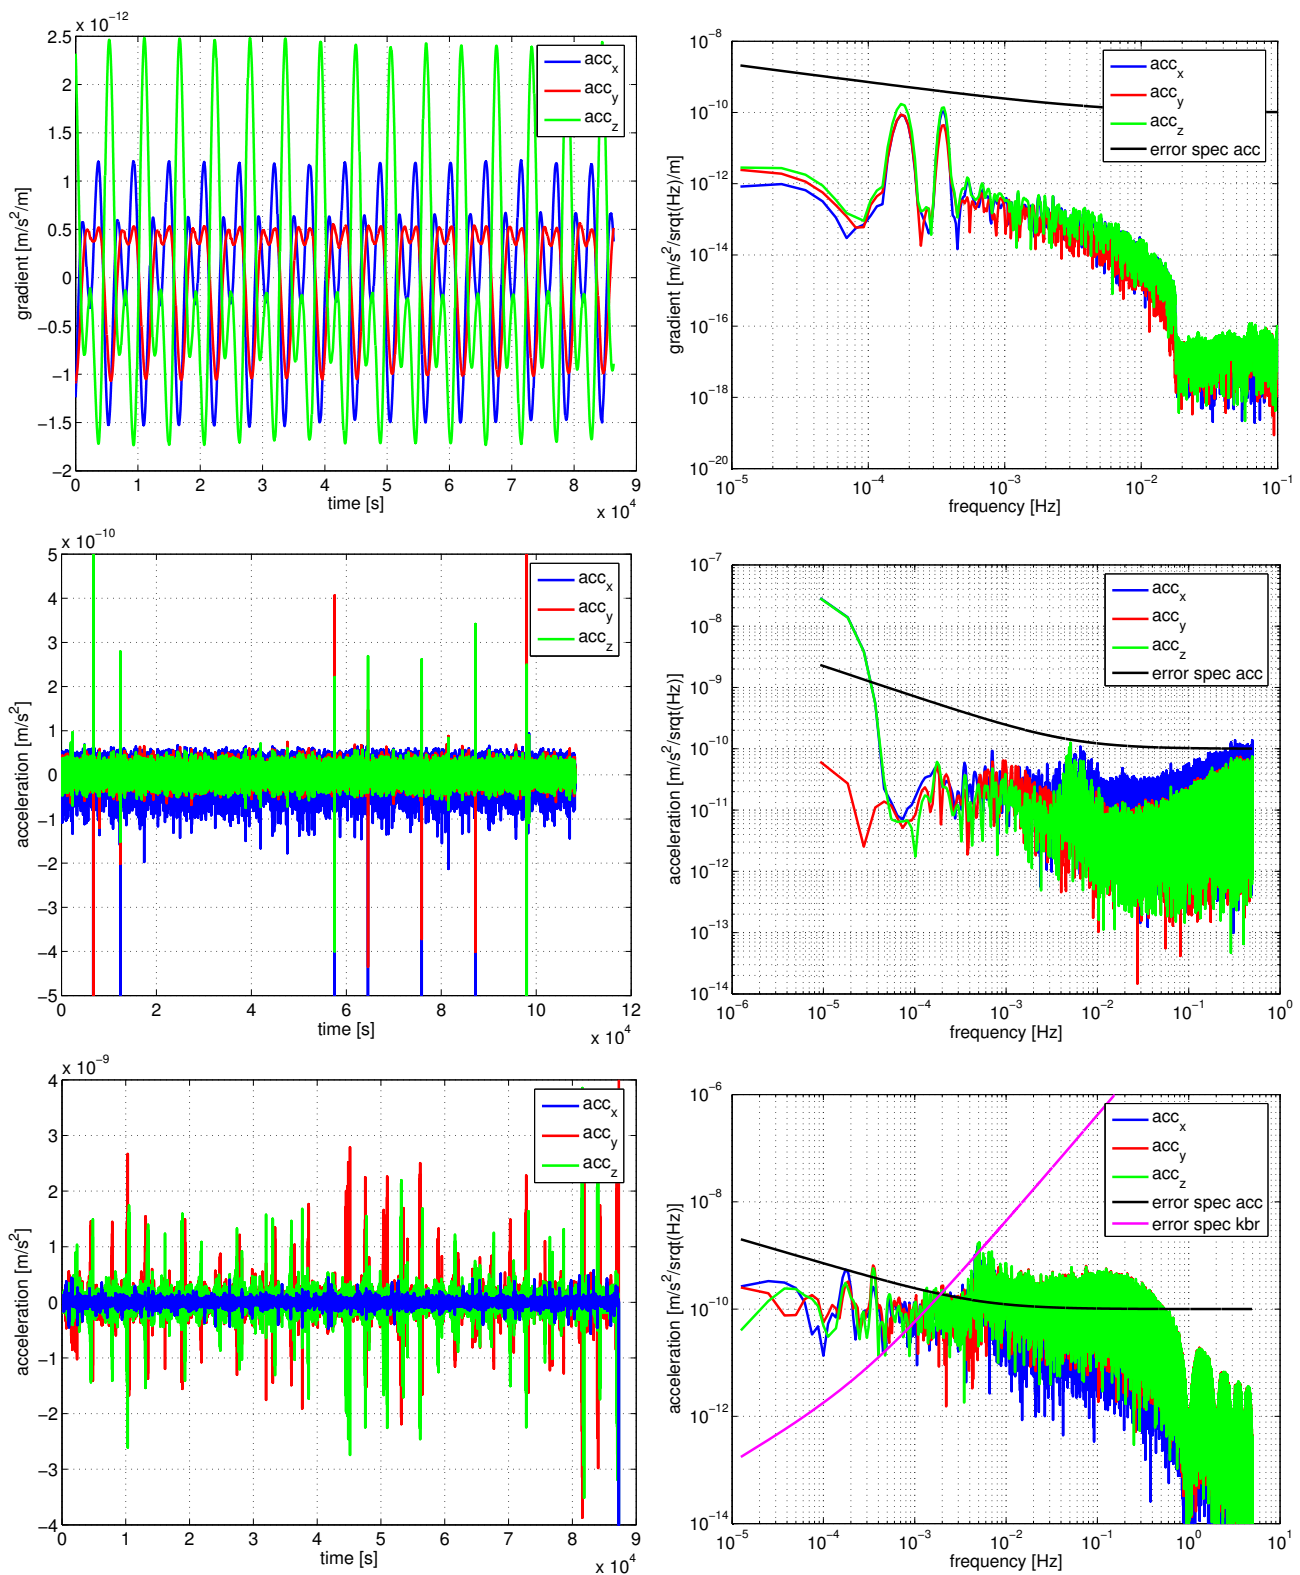 x 10^−12
2.5
2
1.5
1
0.5
0
−0.5
−1
−1.5
−2
gradient [m/s^2/m]
0 1 2 3 4 5 6 7 8 9
time [s]
x 10^4
acc_x
acc_y
acc_z
10^−8
10^−10
10^−12
10^−14
10^−16
10^−18
10^−20
gradient [m/s^2/srqt(Hz)/m]
10^−5 10^−4 10^−3 10^−2 10^−1
frequency [Hz]
acc_x
acc_y
acc_z
error spec acc
x 10^−10
5
4
3
2
1
0
−1
−2
−3
−4
−5
acceleration [m/s^2]
0 2 4 6 8 10 12
time [s]
x 10^4
acc_x
acc_y
acc_z
10^−7
10^−8
10^−9
10^−10
10^−11
10^−12
10^−13
10^−14
acceleration [m/s^2/srqt(Hz)]
10^−6 10^−5 10^−4 10^−3 10^−2 10^−1 10^0
frequency [Hz]
acc_x
acc_y
acc_z
error spec acc
x 10^−9
4
3
2
1
0
−1
−2
−3
−4
acceleration [m/s^2]
0 1 2 3 4 5 6 7 8 9
time [s]
x 10^4
acc_x
acc_y
acc_z
10^−6
10^−8
10^−10
10^−12
10^−14
acceleration [m/s^2/srqt(Hz)]
10^−5 10^−4 10^−3 10^−2 10^−1 10^0 10^1
frequency [Hz]
acc_x
acc_y
acc_z
error spec acc
error spec kbr